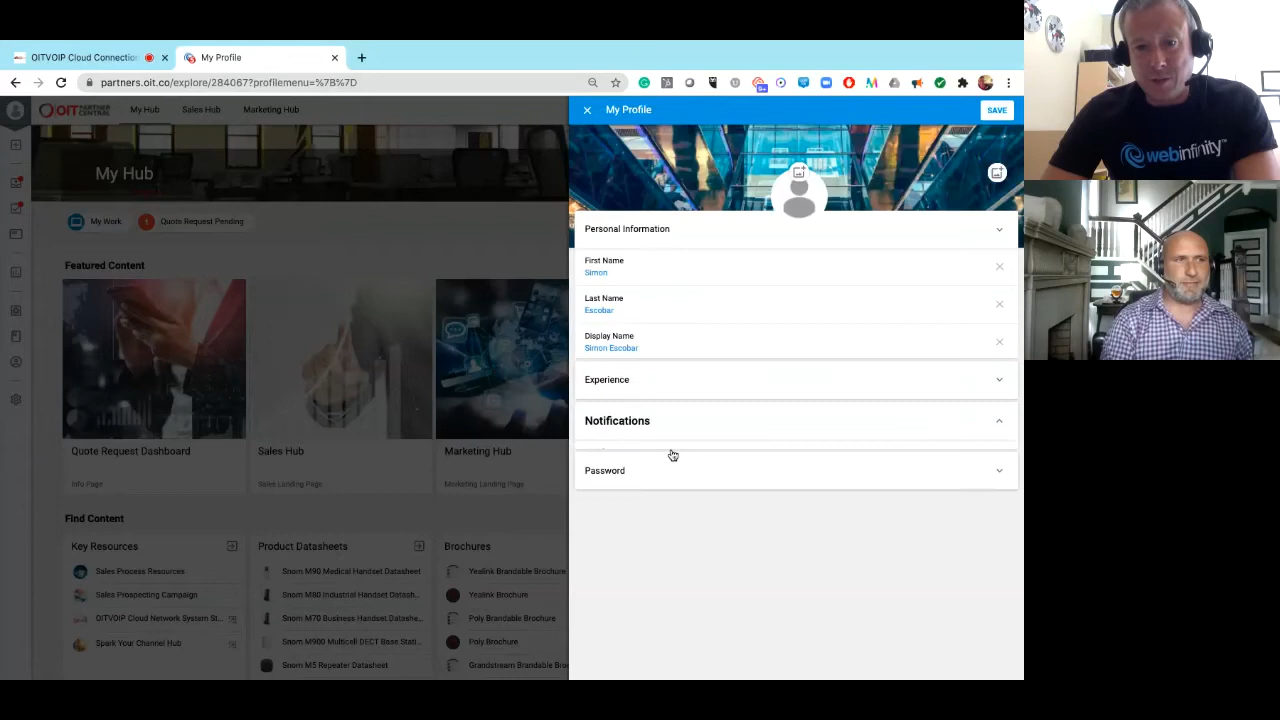 OITVOIP Cloud Connection
My Profile
partners.oit.co/explore/284067?profilemenu=%7B%7D
9+
OIT PARTNER CENTRAL
My Hub
Sales Hub
Marketing Hub
My Profile
SAVE
My Hub
My Work
Quote Request Pending
Personal Information
First Name
Simon
Last Name
Escobar
Display Name
Simon Escobar
Experience
Notifications
Password
Featured Content
Quote Request Dashboard
Info Page
Sales Hub
Sales Landing Page
Marketing Hub
Marketing Landing Page
Find Content
Key Resources
Sales Process Resources
Sales Prospecting Campaign
OITVOIP Cloud Network System St...
Spark Your Channel Hub
Product Datasheets
Snom M90 Medical Handset Datasheet
Snom M80 Industrial Handset Datash...
Snom M70 Business Handset Datashe...
Snom M900 Multicell DECT Base Stati...
Snom M5 Repeater Datasheet
Brochures
Yealink Brandable Brochure
Yealink Brochure
Poly Brandable Brochure
Poly Brochure
Grandstream Brandable Bro
webinfinity